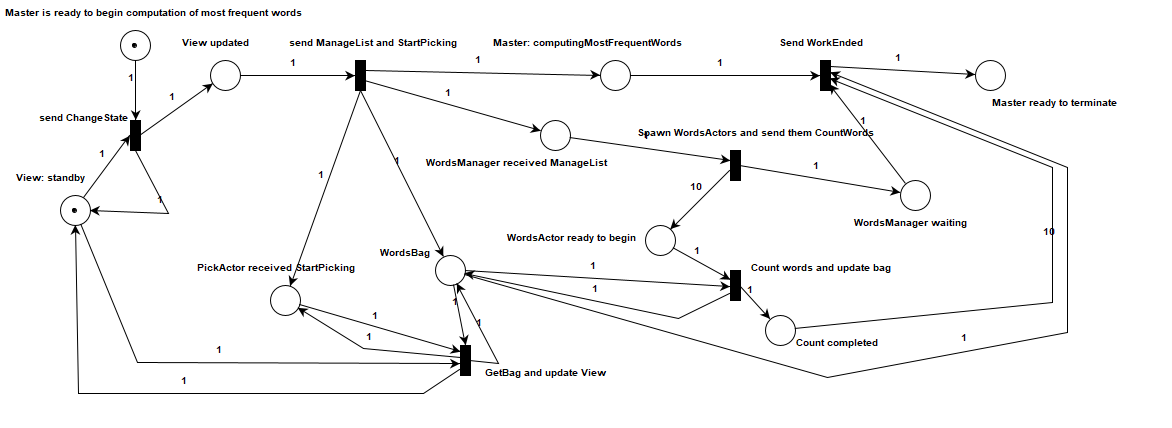 Master is ready to begin computation of most frequent words
View updated
send ManageList and StartPicking
Master: computingMostFrequentWords
Send WorkEnded
1
1
1
1
1
1
1
Master ready to terminate
send ChangeState
1
Spawn WordsActors and send them CountWords
1
1
1
WordsManager received ManageList
1
View: standby
1
10
1
WordsManager waiting
10
WordsActor ready to begin
1
WordsBag
PickActor received StartPicking
1
Count words and update bag
1
1
1
1
1
1
Count completed
1
1
1
GetBag and update View
1